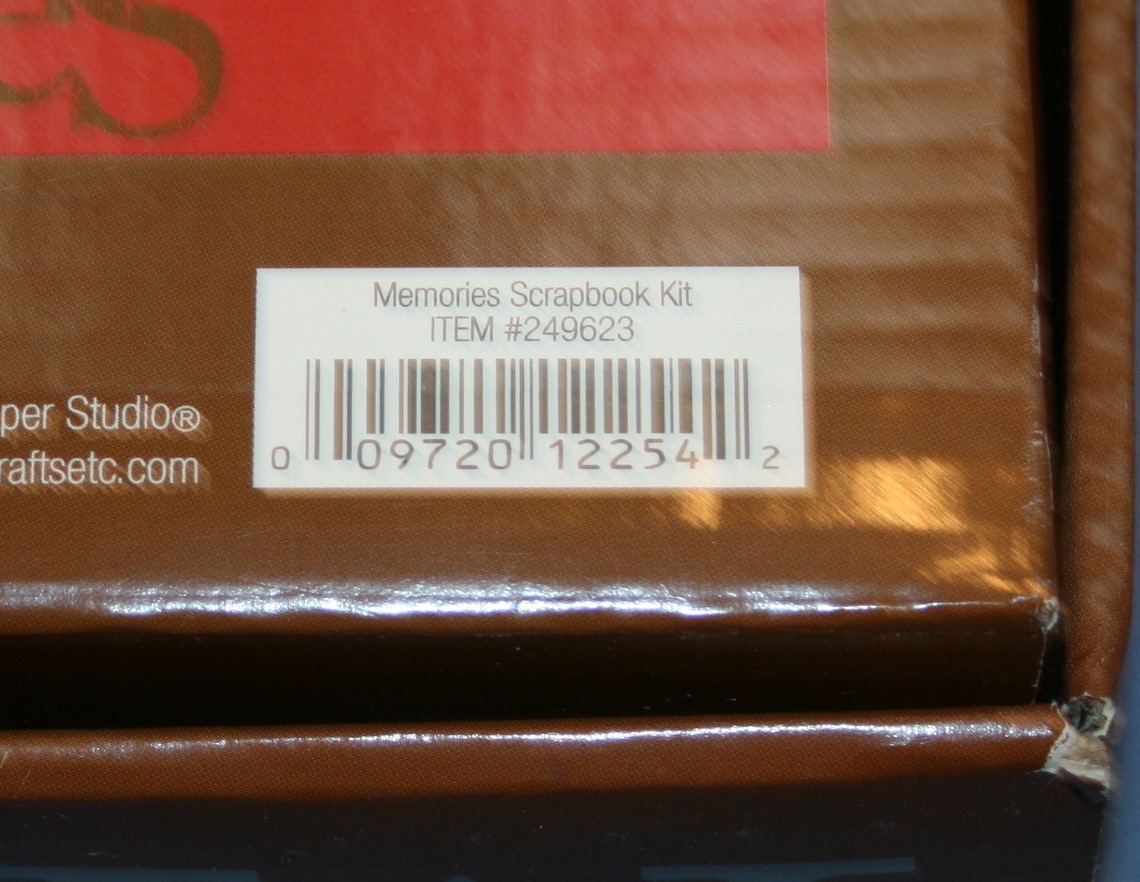 Memories Scrapbook Kit
ITEM #249623
0 09720 12254 2
per Studio®
raftsetc.com